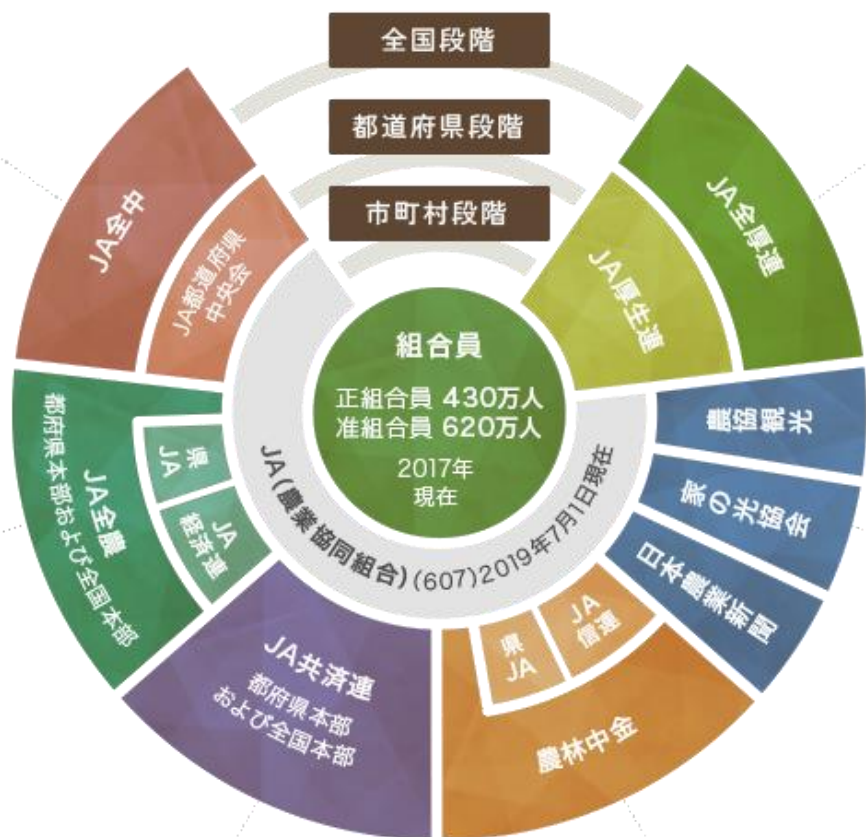 全国段階
都道府県段階
市町村段階
JA全中
JA都道府県
中央会
JA全厚連
JA厚生連
組合員
正組合員 430万人
准組合員 620万人
2017年
現在
JA(農業協同組合)(607)2019年7月1日現在
農協観光
家の光協会
日本農業新聞
県
JA
JA
経済連
JA全農
都府県本部および全国本部
JA共済連
都府県本部
および全国本部
県
JA
JA
信連
農林中金